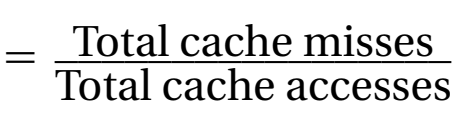 = Total cache misses
Total cache accesses